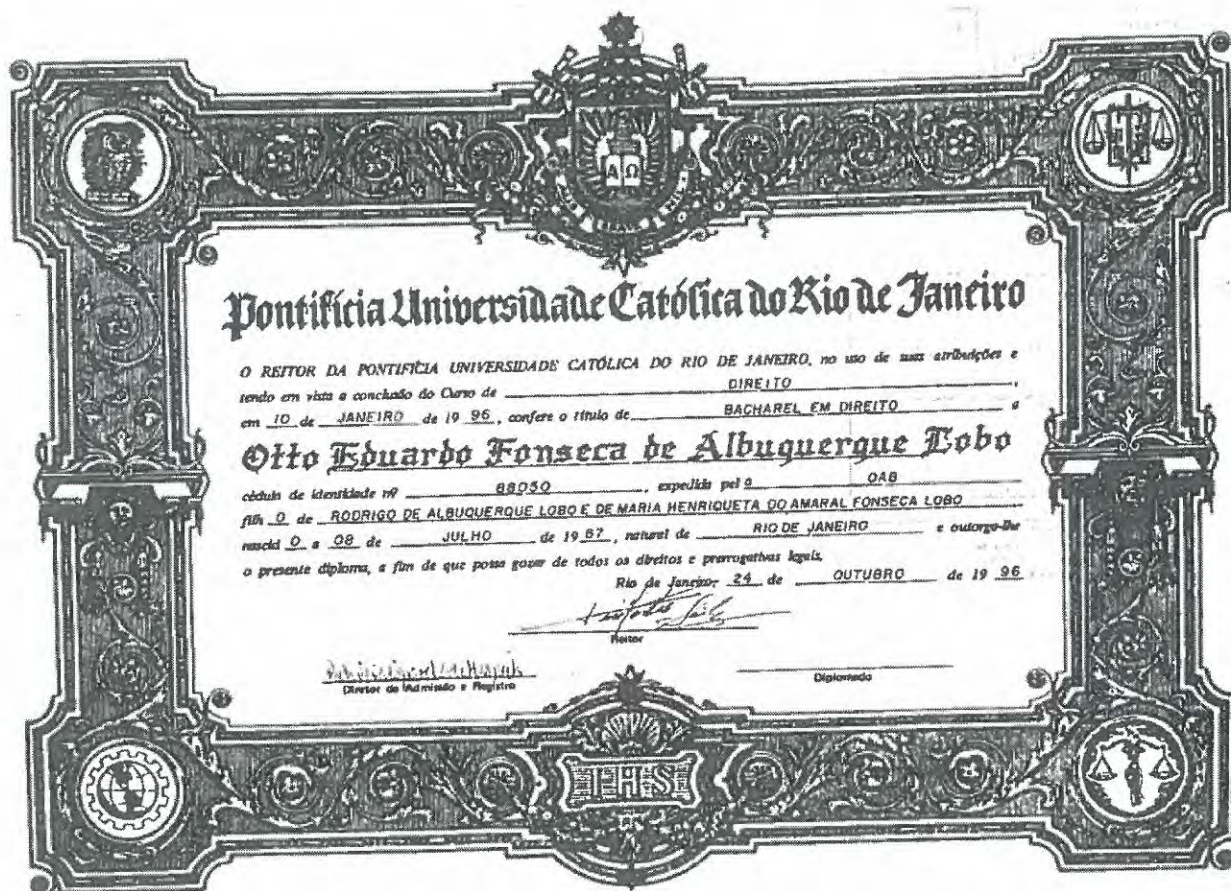 Α Ω
Pontifícia Universidade Católica do Rio de Janeiro
O REITOR DA PONTIFÍCIA UNIVERSIDADE CATÓLICA DO RIO DE JANEIRO, no uso de suas atribuições e
tendo em vista a conclusão do Curso de DIREITO,
em 10 de JANEIRO de 19 96, confere o título de BACHAREL EM DIREITO a
Otto Eduardo Fonseca de Albuquerque Lobo
cédula de identidade nº 88050, expedida pel a OAB
filh O de RODRIGO DE ALBUQUERQUE LOBO E DE MARIA HENRIQUETA DO AMARAL FONSECA LOBO
nascid O a 08 de JULHO de 19 67, natural de RIO DE JANEIRO e outorga-lhe
o presente diploma, a fim de que possa gozar de todos os direitos e prerrogativas legais.
Rio de Janeiro, 24 de OUTUBRO de 19 96
Reitor
Diretor de Admissão e Registro
Diplomado
IHS